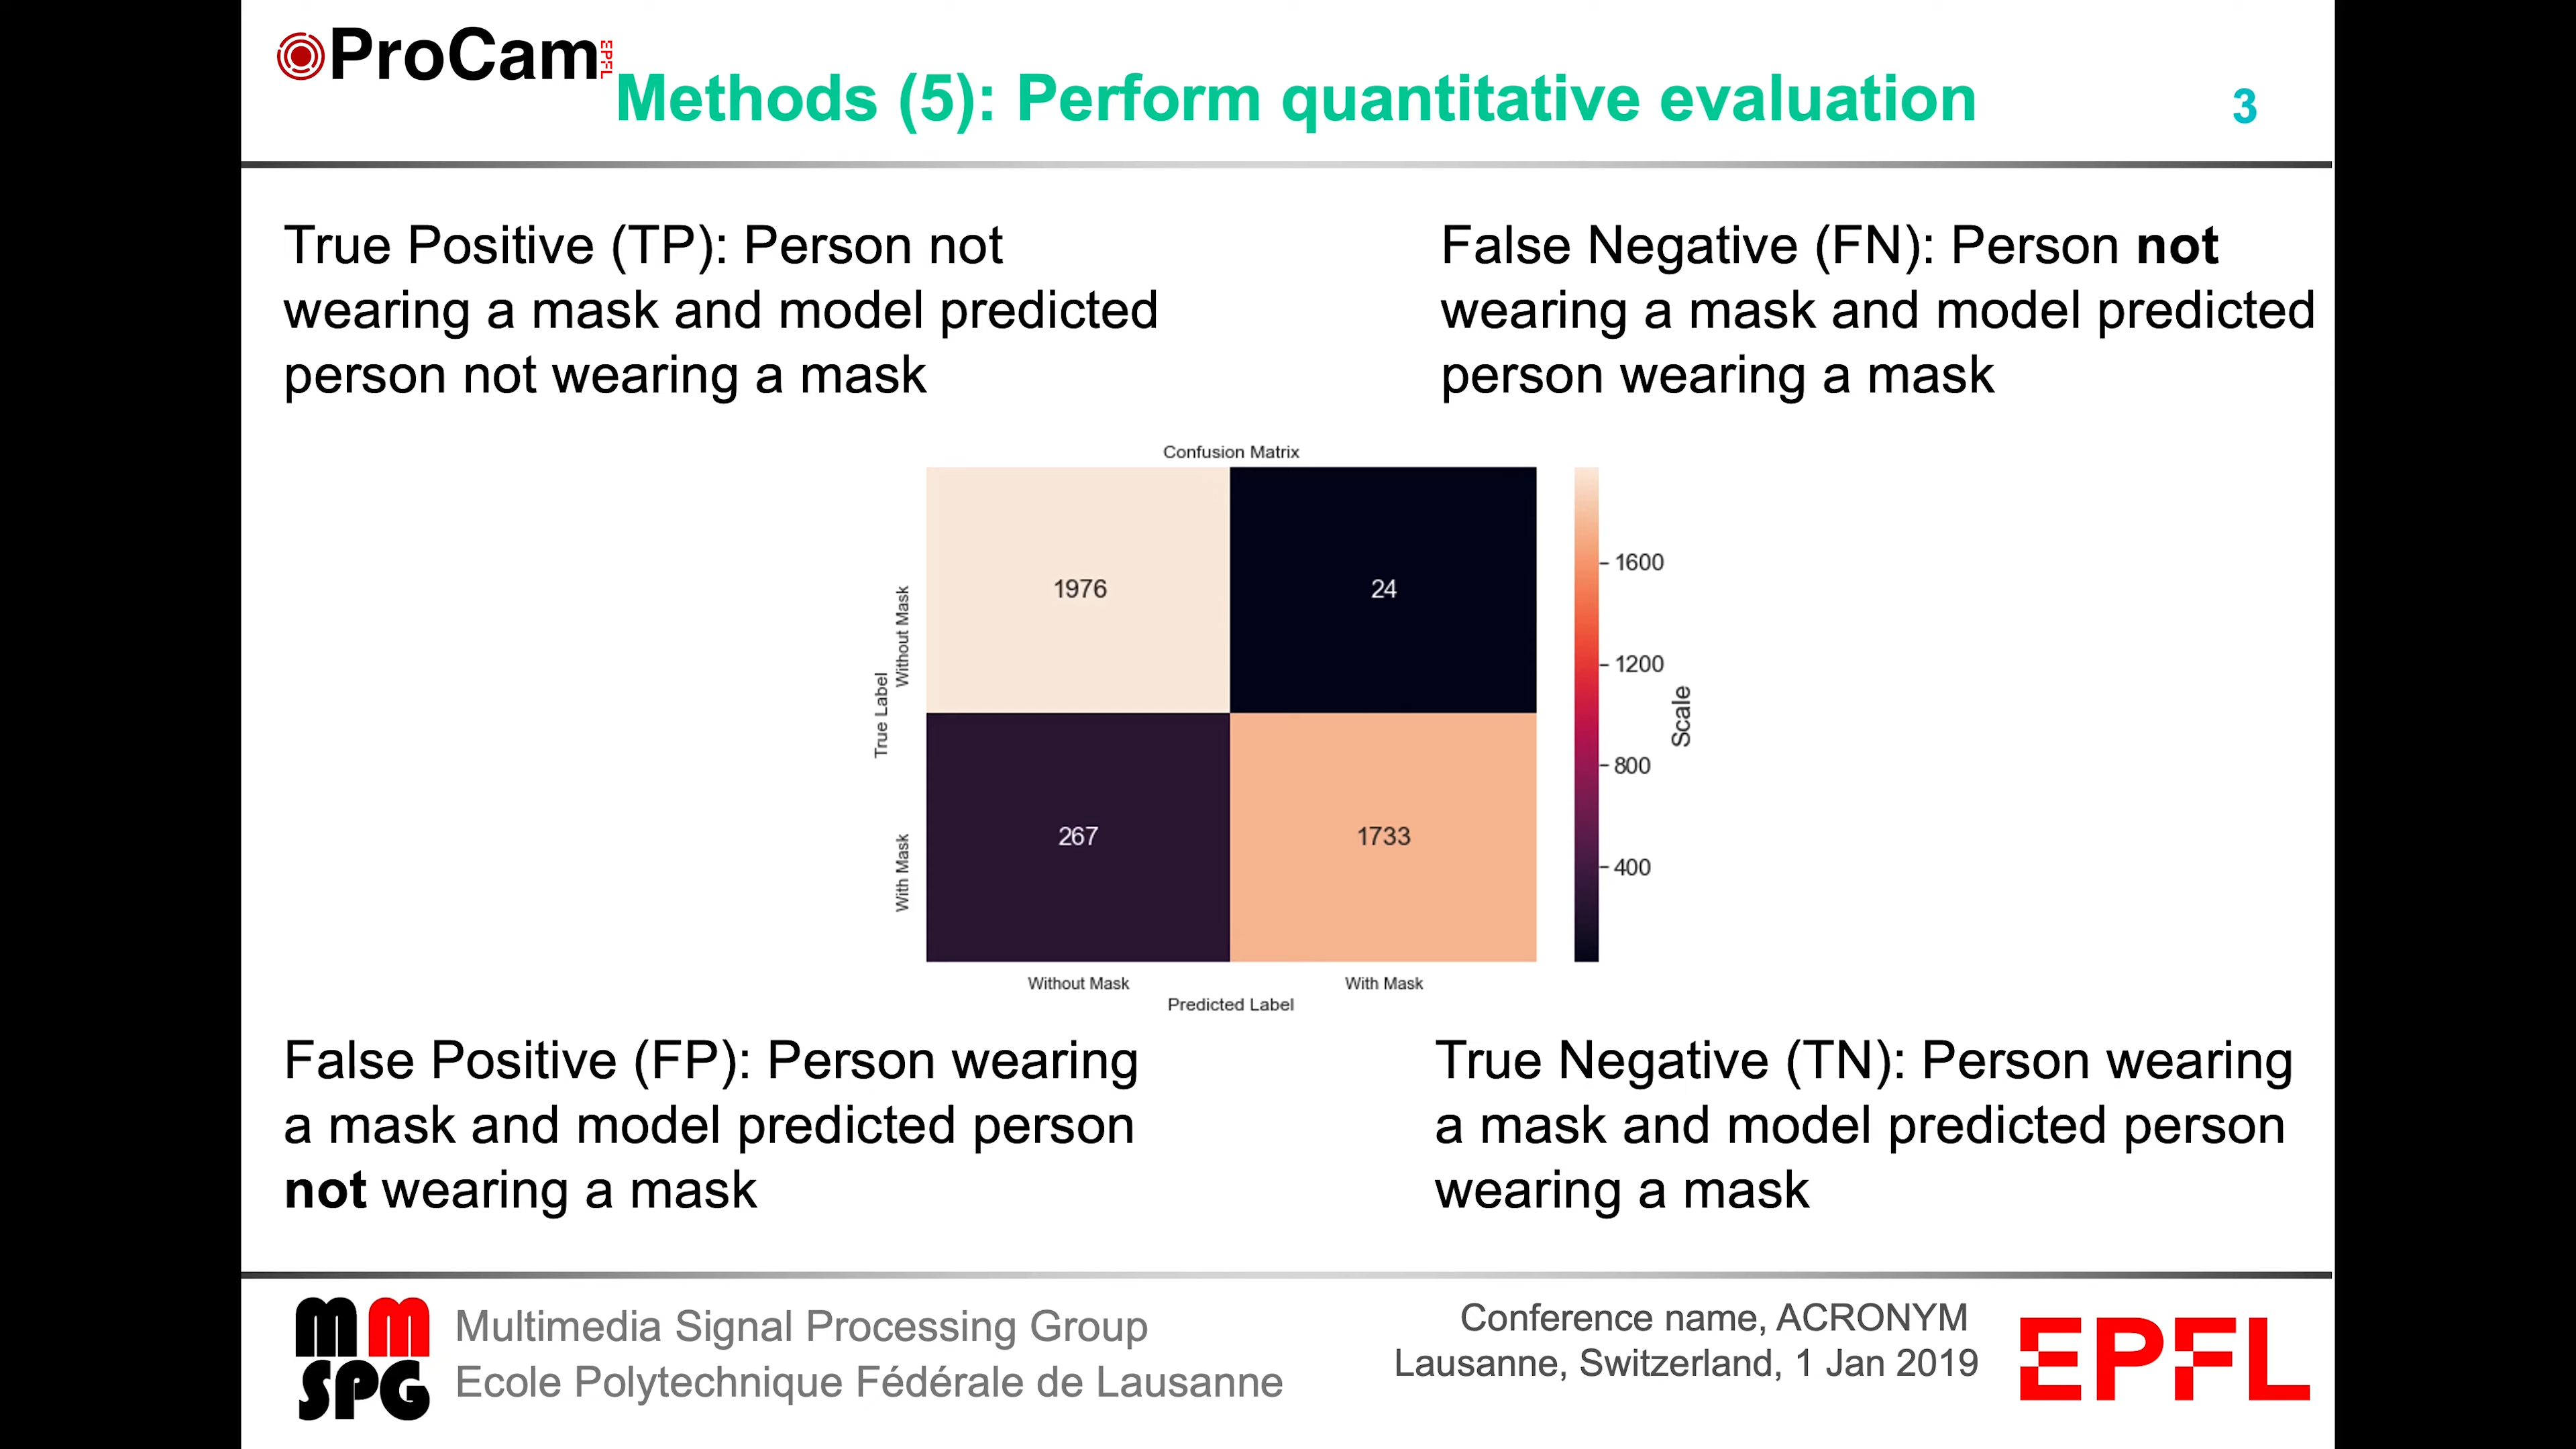 ProCam EPFL
Methods (5): Perform quantitative evaluation
3
True Positive (TP): Person not
wearing a mask and model predicted
person not wearing a mask
False Negative (FN): Person not
wearing a mask and model predicted
person wearing a mask
Confusion Matrix
True Label
Without Mask
With Mask
1976
24
267
1733
Without Mask
With Mask
Predicted Label
1600
1200
800
400
Scale
False Positive (FP): Person wearing
a mask and model predicted person
not wearing a mask
True Negative (TN): Person wearing
a mask and model predicted person
wearing a mask
MM
SPG
Multimedia Signal Processing Group
Ecole Polytechnique Fédérale de Lausanne
Conference name, ACRONYM
Lausanne, Switzerland, 1 Jan 2019
EPFL